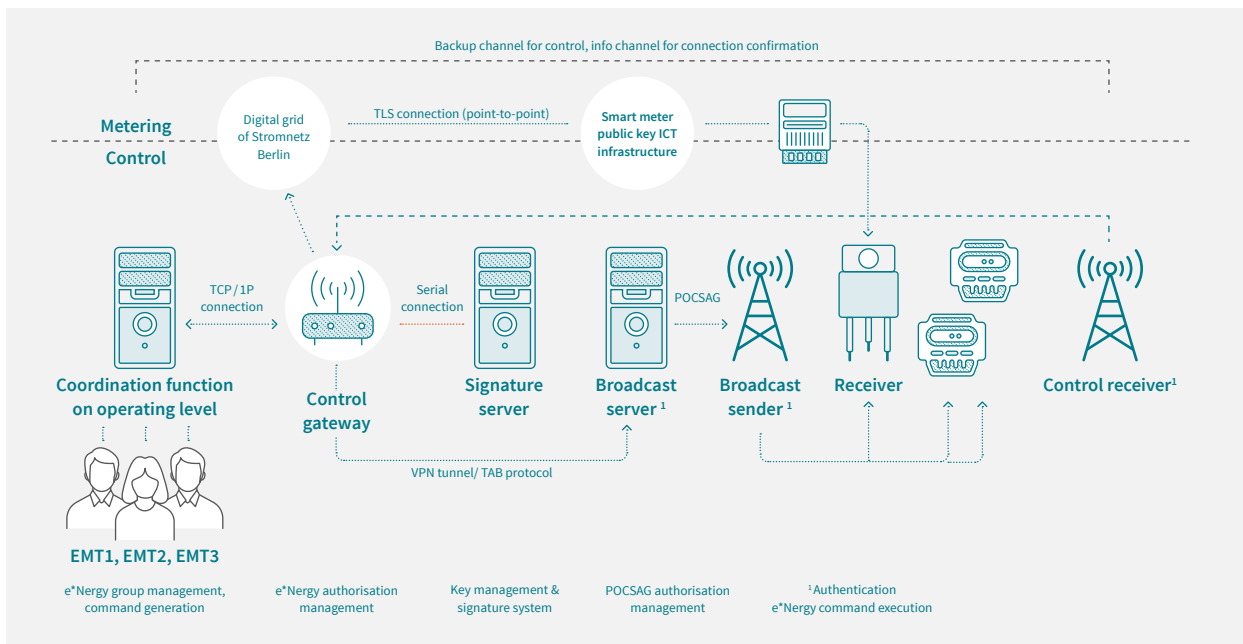 Backup channel for control, info channel for connection confirmation
Metering
Control
Digital grid
of Stromnetz
Berlin
TLS connection (point-to-point)
Smart meter
public key ICT
infrastructure
TCP / 1P
connection
Serial
connection
POCSAG
Coordination function
on operating level
Control
gateway
Signature
server
Broadcast
server ¹
Broadcast
sender ¹
Receiver
Control receiver¹
VPN tunnel/ TAB protocol
EMT1, EMT2, EMT3
e*Nergy group management,
command generation
e*Nergy authorisation
management
Key management &
signature system
POCSAG authorisation
management
¹ Authentication
e*Nergy command execution